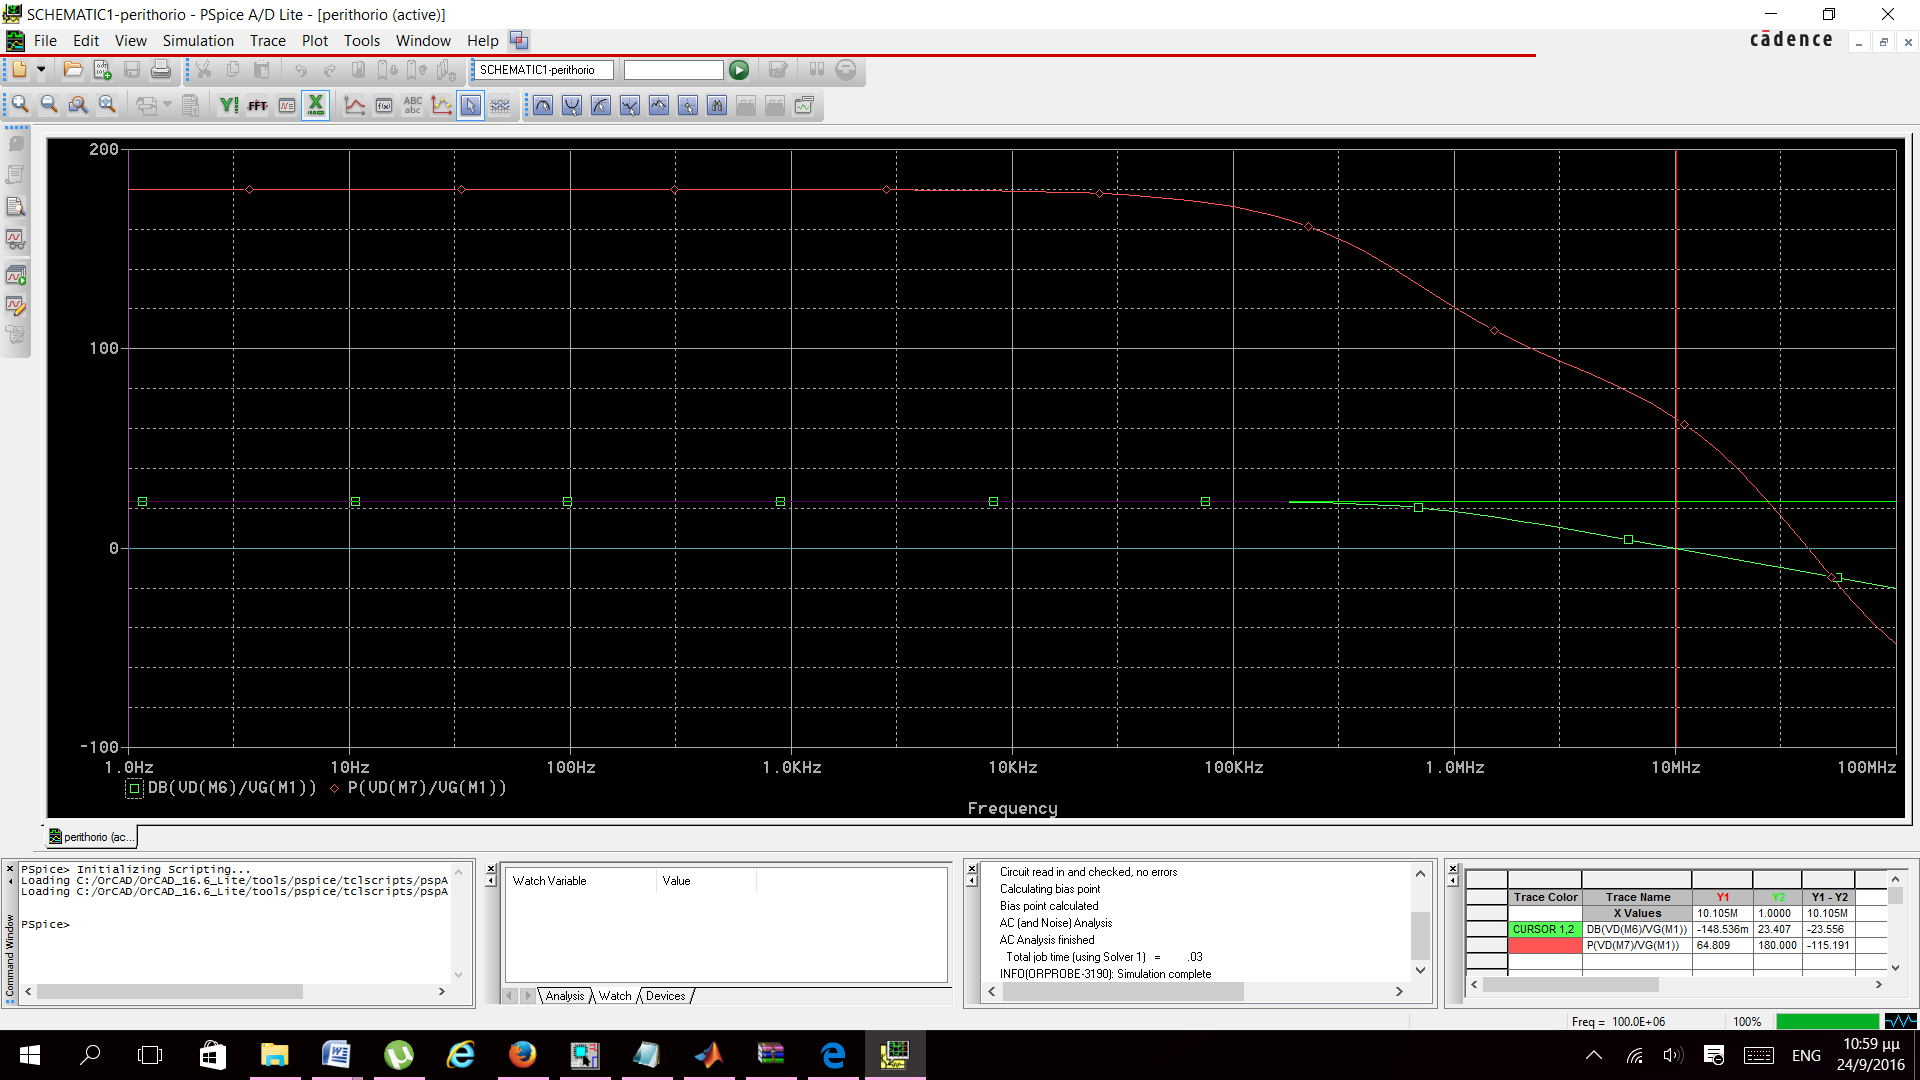 SCHEMATIC1-perithorio - PSpice A/D Lite - [perithorio (active)]
File Edit View Simulation Trace Plot Tools Window Help
cādence
SCHEMATIC1-perithorio
FFT
ABC
abc
200
100
0
-100
1.0Hz 10Hz 100Hz 1.0KHz 10KHz 100KHz 1.0MHz 10MHz 100MHz
DB(VD(M6)/VG(M1)) P(VD(M7)/VG(M1))
Frequency
perithorio (ac...
Command Window
PSpice> Initializing Scripting...
Loading C:/OrCAD/OrCAD_16.6_Lite/tools/pspice/tclscripts/pspA
Loading C:/OrCAD/OrCAD_16.6_Lite/tools/pspice/tclscripts/pspA
PSpice>
Watch Variable Value
Analysis Watch Devices
Circuit read in and checked, no errors
Calculating bias point
Bias point calculated
AC (and Noise) Analysis
AC Analysis finished
Total job time (using Solver 1) = .03
INFO(ORPROBE-3190): Simulation complete
Trace Color Trace Name Y1 Y2 Y1 - Y2
X Values 10.105M 1.0000 10.105M
CURSOR 1,2 DB(VD(M6)/VG(M1)) -148.536m 23.407 -23.556
P(VD(M7)/VG(M1)) 64.809 180.000 -115.191
Freq = 100.0E+06 100%
ENG
10:59 μμ
24/9/2016